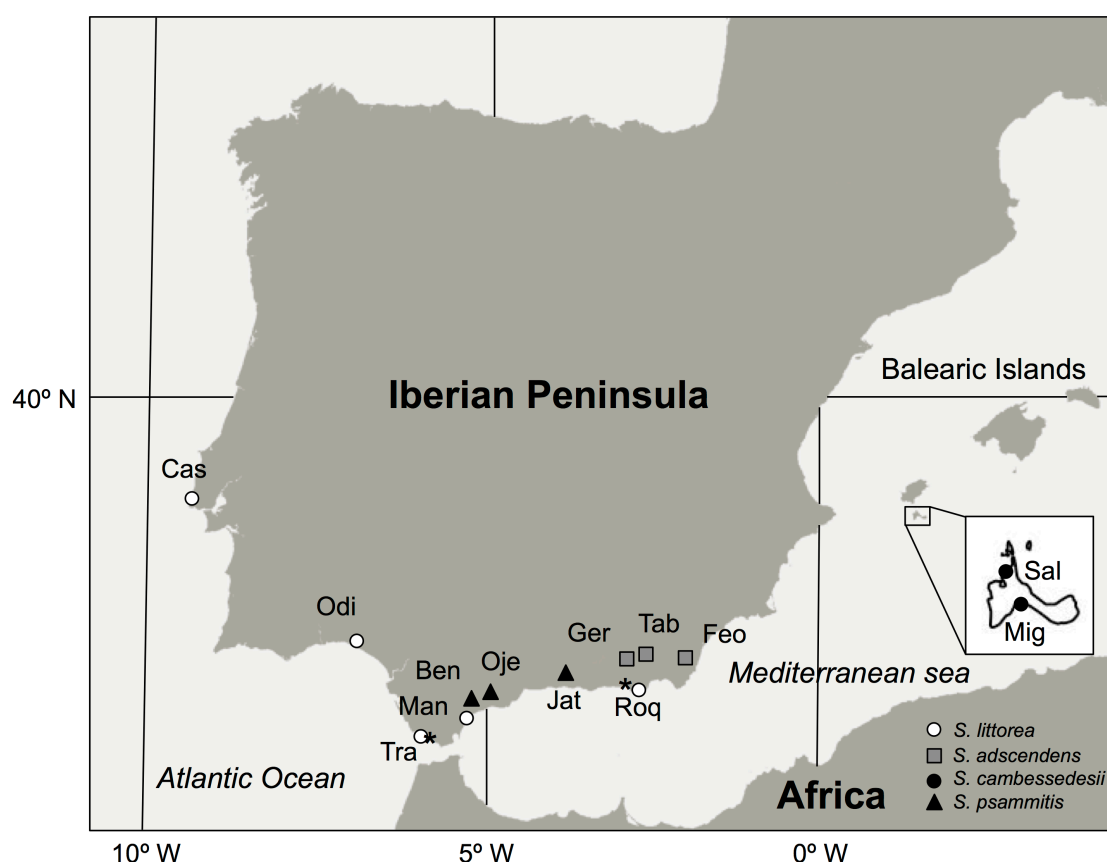 Iberian Peninsula
Balearic Islands
40º N
Cas
Sal
Mig
Odi
Ger
Tab
Feo
Ben
Oje
Mediterranean sea
Man
Jat
Roq
*
Tra
*
Atlantic Ocean
Africa
S. littorea
S. adscendens
S. cambessedesii
S. psammitis
10º W
5º W
0º W